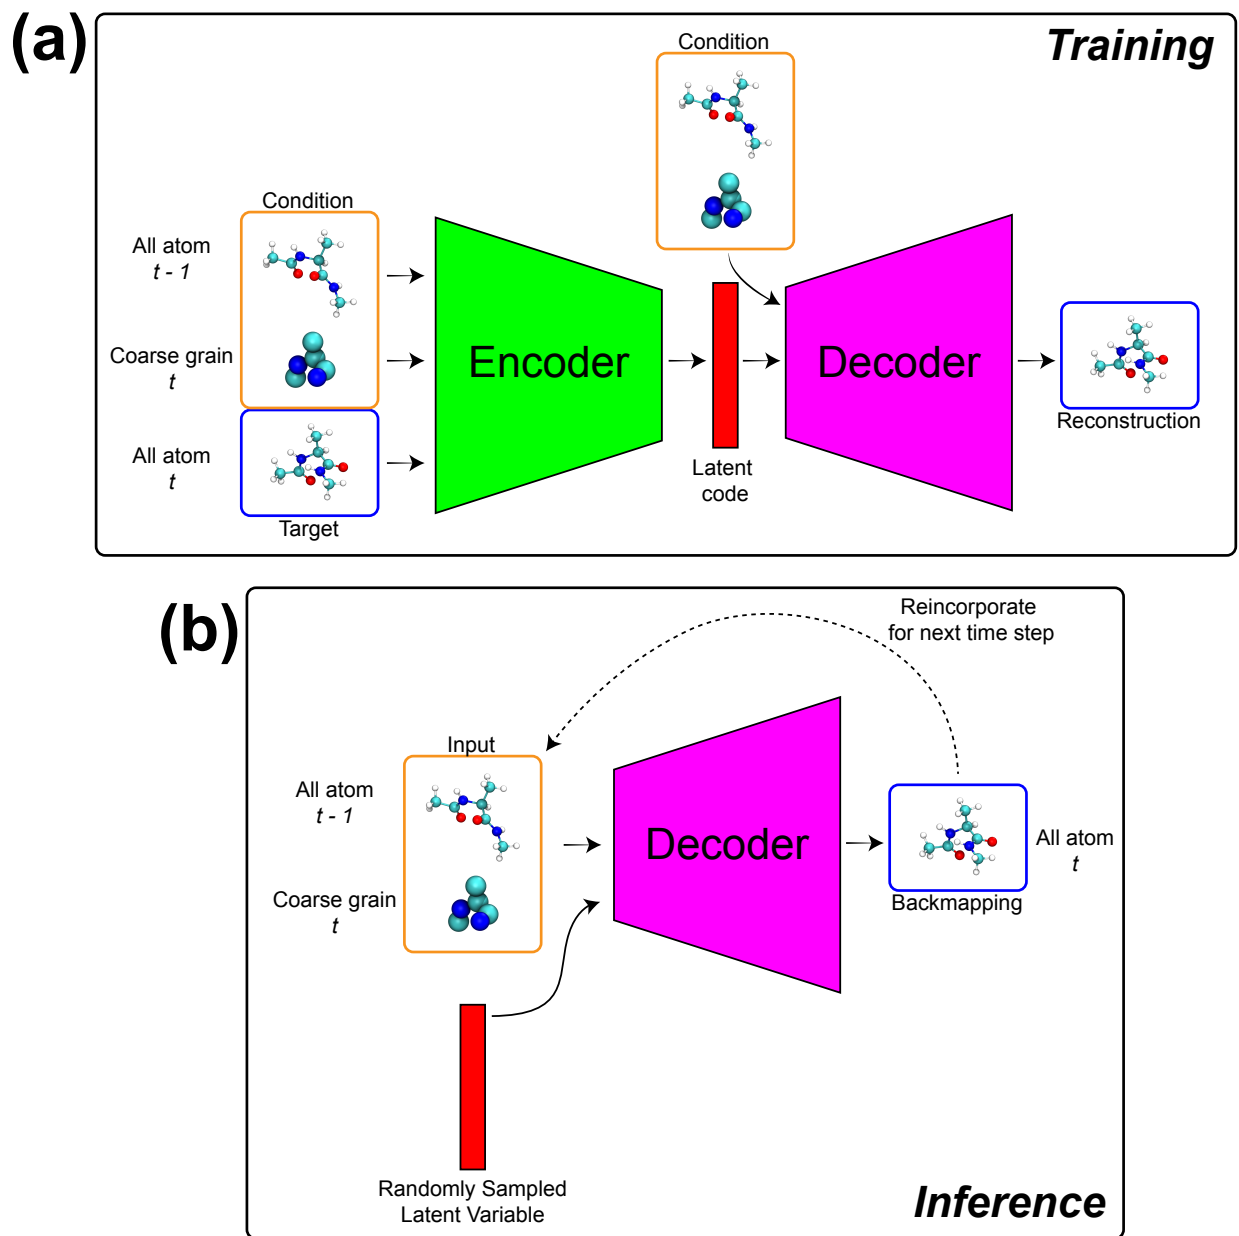 (a)
Training
Condition
Condition
All atom
t - 1
Coarse grain
t
All atom
t
Target
Encoder
Latent
code
Decoder
Reconstruction
(b)
Reincorporate
for next time step
Input
All atom
t - 1
Coarse grain
t
Decoder
All atom
t
Backmapping
Randomly Sampled
Latent Variable
Inference